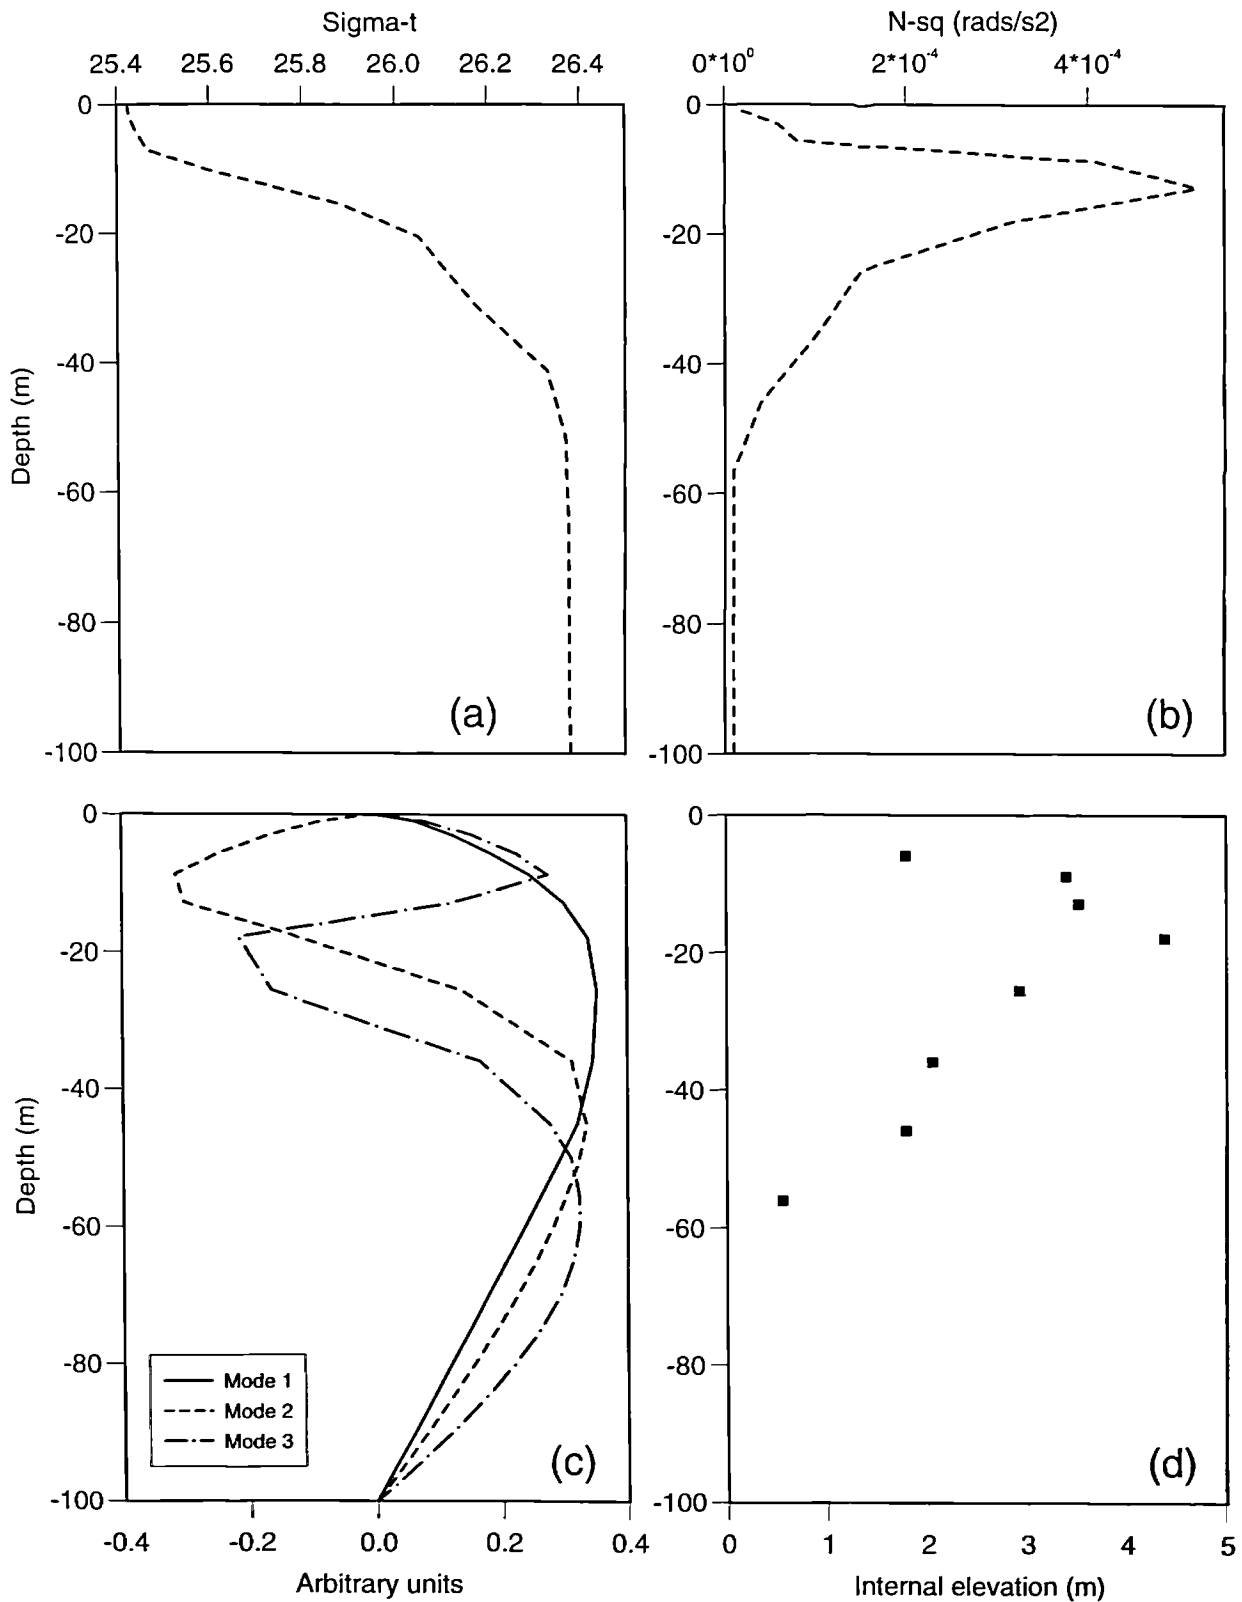 Sigma-t
25.4 25.6 25.8 26.0 26.2 26.4
0
-20
-40
-60
-80
-100
Depth (m)
(a)
N-sq (rads/s2)
0*10⁰ 2*10⁻⁴ 4*10⁻⁴
0
-20
-40
-60
-80
-100
(b)
0
-20
-40
-60
-80
-100
Depth (m)
Mode 1
Mode 2
Mode 3
(c)
-0.4 -0.2 0.0 0.2 0.4
Arbitrary units
0
-20
-40
-60
-80
-100
(d)
0 1 2 3 4 5
Internal elevation (m)